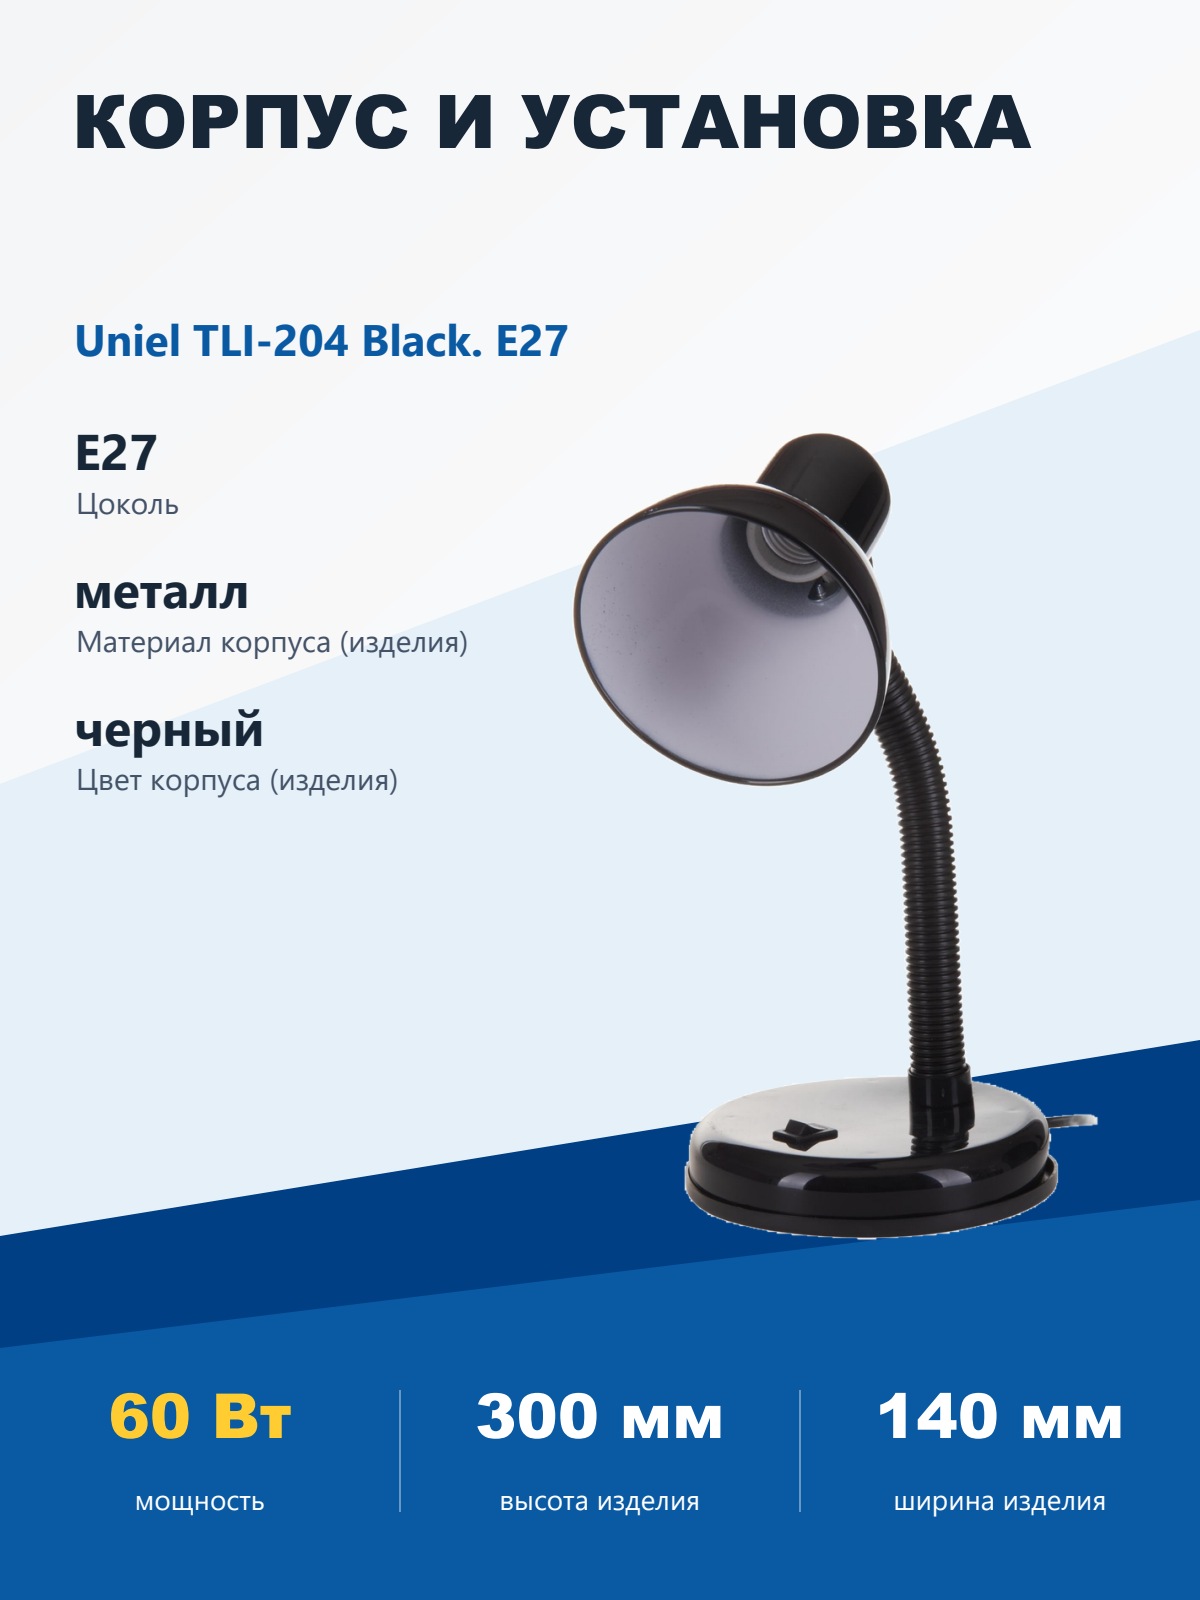 КОРПУС И УСТАНОВКА
Uniel TLI-204 Black. E27
E27
Цоколь
металл
Материал корпуса (изделия)
черный
Цвет корпуса (изделия)
60 Вт
мощность
300 мм
высота изделия
140 мм
ширина изделия